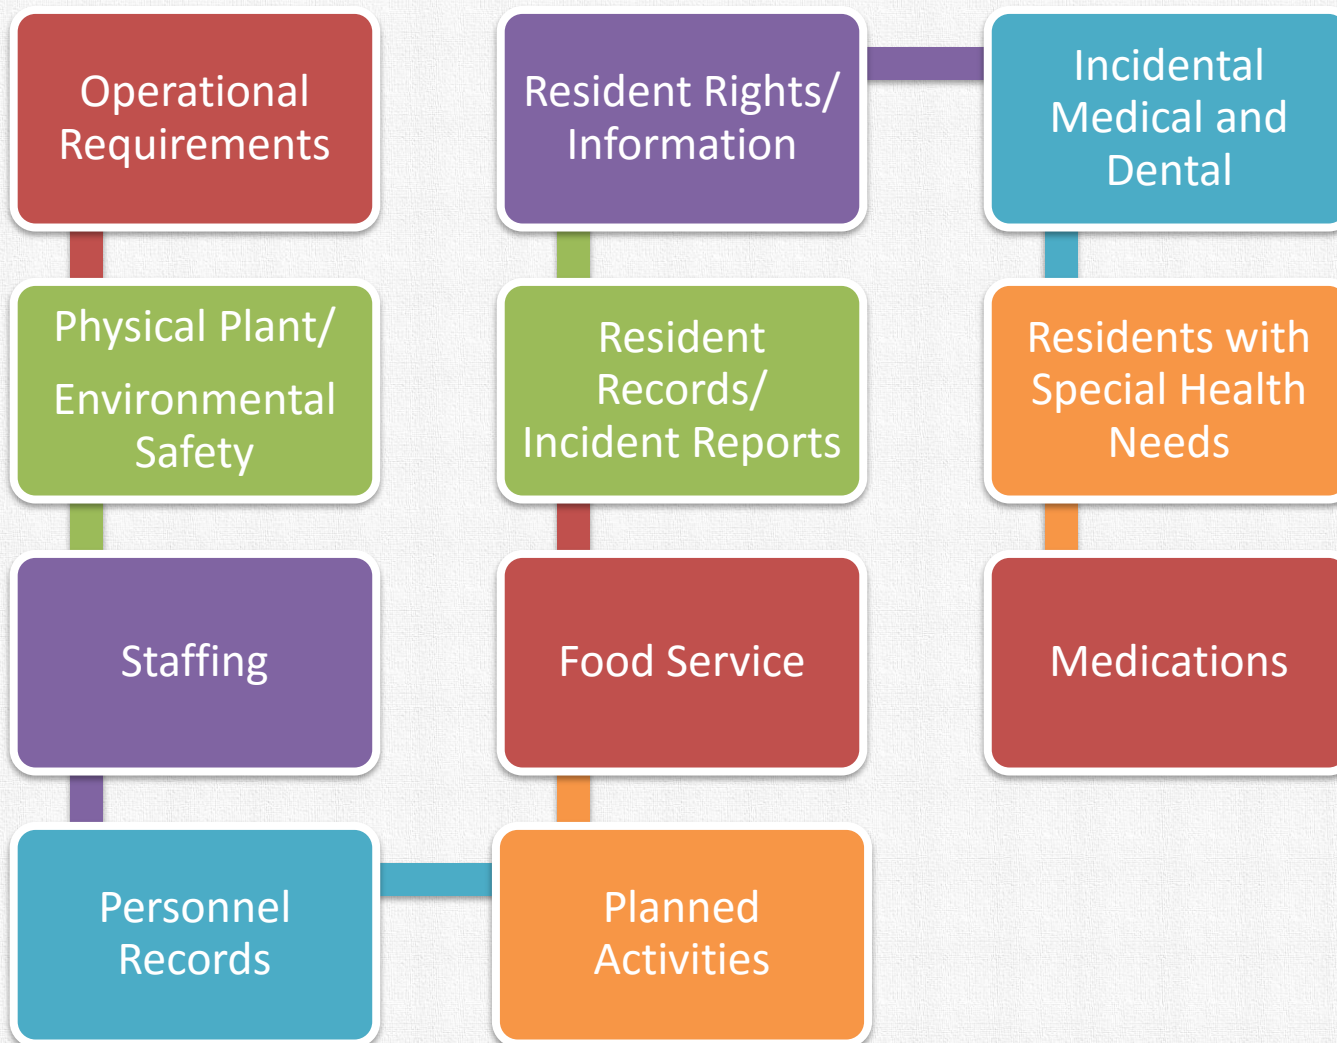 Operational
Requirements
Physical Plant/
Environmental
Safety
Staffing
Personnel
Records
Planned
Activities
Food Service
Resident
Records/
Incident Reports
Resident Rights/
Information
Incidental
Medical and
Dental
Residents with
Special Health
Needs
Medications